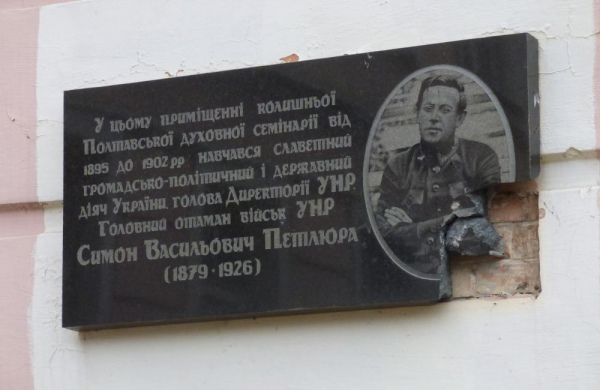 У цьому приміщенні колишньої
Полтавської духовної семінарії від
1895 до 1902 рр. навчався славетний
громадсько-політичний і державний
діяч України, голова Директорії УНР,
Головний отаман військ УНР
Симон Васильович Петлюра
(1879 - 1926)